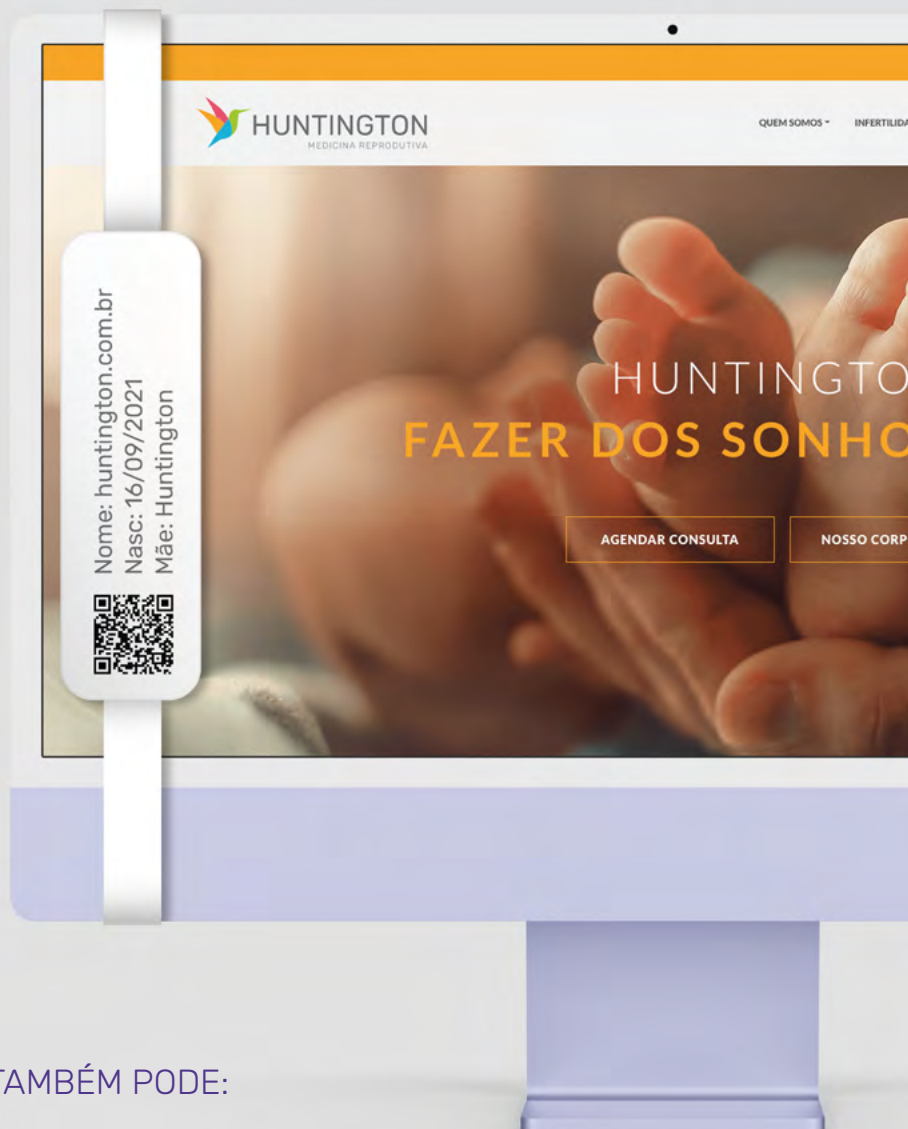 HUNTINGTON
MEDICINA REPRODUTIVA
QUEM SOMOS
INFERTILIDA
Nome: huntington.com.br
Nasc: 16/09/2021
Mãe: Huntington
HUNTINGTO
FAZER DOS SONHO
AGENDAR CONSULTA
NOSSO CORP
TAMBÉM PODE: